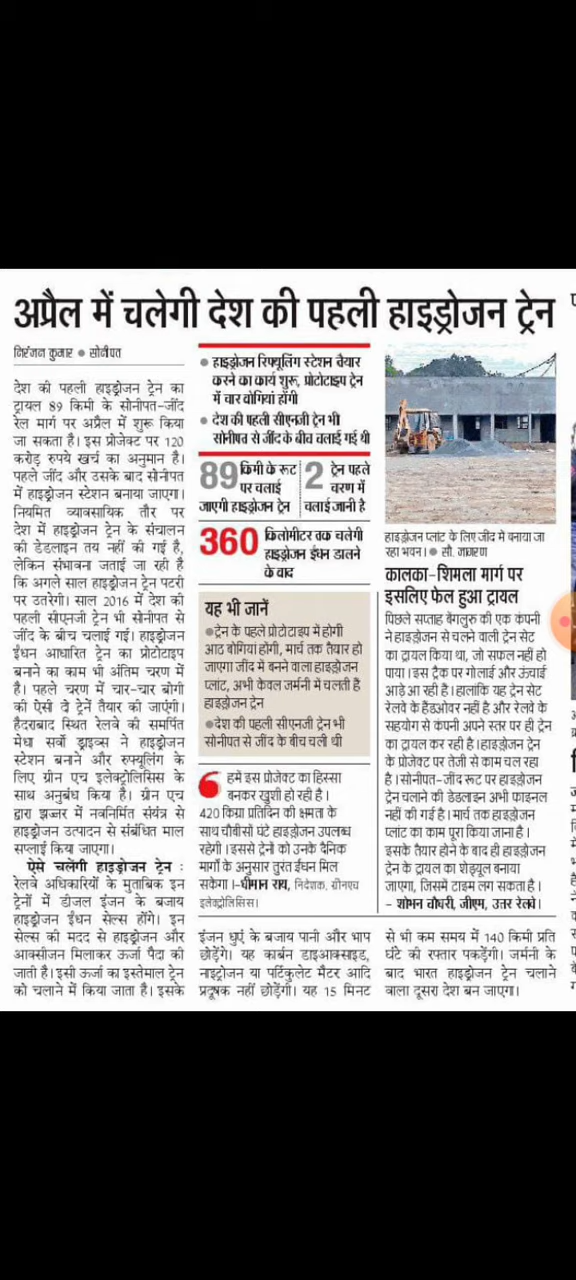 अप्रैल में चलेगी देश की पहली हाइड्रोजन ट्रेन
निरंजन कुमार ● सोनीपत
देश की पहली हाइड्रोजन ट्रेन का
ट्रायल 89 किमी के सोनीपत-जींद
रेल मार्ग पर अप्रैल में शुरू किया
जा सकता है। इस प्रोजेक्ट पर 120
करोड़ रुपये खर्च का अनुमान है।
पहले जींद और उसके बाद सोनीपत
में हाइड्रोजन स्टेशन बनाया जाएगा।
नियमित व्यावसायिक तौर पर
देश में हाइड्रोजन ट्रेन के संचालन
की डेडलाइन तय नहीं की गई है,
लेकिन संभावना जताई जा रही है
कि अगले साल हाइड्रोजन ट्रेन पटरी
पर उतरेगी। साल 2016 में देश की
पहली सीएनजी ट्रेन भी सोनीपत से
जींद के बीच चलाई गई। हाइड्रोजन
ईंधन आधारित ट्रेन का प्रोटोटाइप
बनाने का काम भी अंतिम चरण में
है। पहले चरण में चार-चार बोगी
की ऐसी दो ट्रेनें तैयार की जाएंगी।
हैदराबाद स्थित रेलवे की समर्पित
मेधा सर्वो ड्राइव्स ने हाइड्रोजन
स्टेशन बनाने और रुफ्यूलिंग के
लिए ग्रीन एच इलेक्ट्रोलिसिस के
साथ अनुबंध किया है। ग्रीन एच
द्वारा झज्जर में नवनिर्मित संयंत्र से
हाइड्रोजन उत्पादन से संबंधित माल
सप्लाई किया जाएगा।
ऐसे चलेंगी हाइड्रोजन ट्रेन :
रेलवे अधिकारियों के मुताबिक इन
ट्रेनों में डीजल इंजन के बजाय
हाइड्रोजन ईंधन सेल्स होंगे। इन
सेल्स की मदद से हाइड्रोजन और
आक्सीजन मिलाकर ऊर्जा पैदा की
जाती है। इसी ऊर्जा का इस्तेमाल ट्रेन
को चलाने में किया जाता है। इसके
● हाइड्रोजन रिफ्यूलिंग स्टेशन तैयार
करने का कार्य शुरू, प्रोटोटाइप ट्रेन
में चार बोगियां होंगी
● देश की पहली सीएनजी ट्रेन भी
सोनीपत से जींद के बीच चलाई गई थी
89 किमी के रूट
पर चलाई
जाएगी हाइड्रोजन ट्रेन
2 ट्रेन पहले
चरण में
चलाई जानी है
360 किलोमीटर तक चलेगी
हाइड्रोजन ईंधन डालने
के बाद
यह भी जानें
● ट्रेन के पहले प्रोटोटाइप में होगी
आठ बोगियां होंगी, मार्च तक तैयार हो
जाएगा जींद में बनने वाला हाइड्रोजन
प्लांट, अभी केवल जर्मनी में चलती है
हाइड्रोजन ट्रेन
● देश की पहली सीएनजी ट्रेन भी
सोनीपत से जींद के बीच चली थी
हमें इस प्रोजेक्ट का हिस्सा
बनकर खुशी हो रही है।
420 किग्रा प्रतिदिन की क्षमता के
साथ चौबीसों घंटे हाइड्रोजन उपलब्ध
रहेगी। इससे ट्रेनों को उनके दैनिक
मार्गों के अनुसार तुरंत ईंधन मिल
सकेगा। -धीमान राय, निदेशक, ग्रीनएच
इलेक्ट्रोलिसिस।
इंजन धुएं के बजाय पानी और भाप
छोड़ेंगे। यह कार्बन डाइआक्साइड,
नाइट्रोजन या पर्टिकुलेट मैटर आदि
प्रदूषक नहीं छोड़ेंगी। यह 15 मिनट
हाइड्रोजन प्लांट के लिए जींद में बनाया जा
रहा भवन। ● सौ. जागरण
कालका-शिमला मार्ग पर
इसलिए फेल हुआ ट्रायल
पिछले सप्ताह बेंगलुरु की एक कंपनी
ने हाइड्रोजन से चलने वाली ट्रेन सेट
का ट्रायल किया था, जो सफल नहीं हो
पाया। इस ट्रैक पर गोलाई और ऊंचाई
आड़े आ रही है। हालांकि यह ट्रेन सेट
रेलवे के हैंडओवर नहीं है और रेलवे के
सहयोग से कंपनी अपने स्तर पर ही ट्रेन
का ट्रायल कर रही है। हाइड्रोजन ट्रेन
के प्रोजेक्ट पर तेजी से काम चल रहा
है। सोनीपत-जींद रूट पर हाइड्रोजन
ट्रेन चलाने की डेडलाइन अभी फाइनल
नहीं की गई है। मार्च तक हाइड्रोजन
प्लांट का काम पूरा किया जाना है।
इसके तैयार होने के बाद ही हाइड्रोजन
ट्रेन के ट्रायल का शेड्यूल बनाया
जाएगा, जिसमें टाइम लग सकता है।
- शोभन चौधरी, जीएम, उत्तर रेलवे।
से भी कम समय में 140 किमी प्रति
घंटे की रफ्तार पकड़ेंगी। जर्मनी के
बाद भारत हाइड्रोजन ट्रेन चलाने
वाला दूसरा देश बन जाएगा।